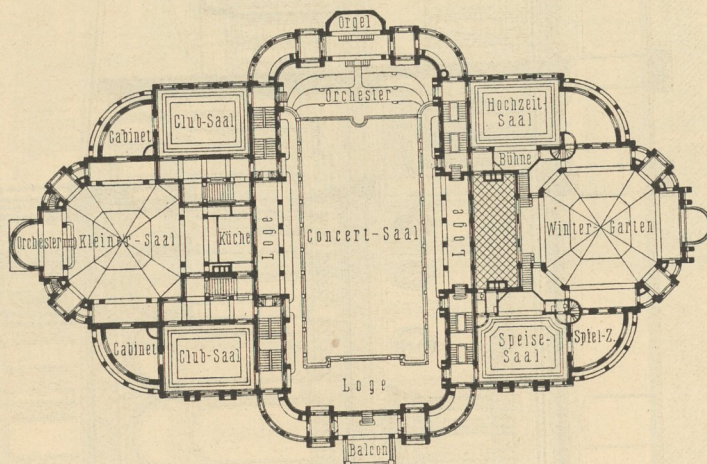 Orgel
Orchester
Cabinet
Club-Saal
Hochzeit-
Saal
Bühne
Orchester
Kleiner-Saal
Küche
Loge
Concert-Saal
Loge
Winter-Garten
Cabinet
Club-Saal
Loge
Speise-
Saal
Spiel-Z.
Balcon